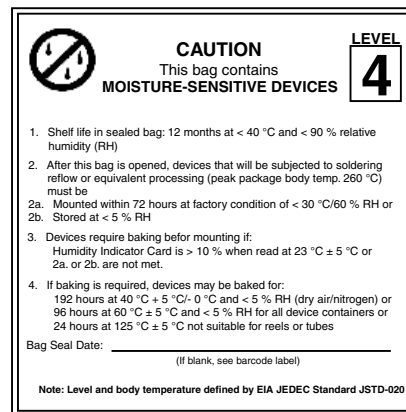 CAUTION
This bag contains
MOISTURE-SENSITIVE DEVICES
LEVEL
4
1. Shelf life in sealed bag: 12 months at < 40 °C and < 90 % relative
humidity (RH)
2. After this bag is opened, devices that will be subjected to soldering
reflow or equivalent processing (peak package body temp. 260 °C)
must be
2a. Mounted within 72 hours at factory condition of < 30 °C/60 % RH or
2b. Stored at < 5 % RH
3. Devices require baking befor mounting if:
Humidity Indicator Card is > 10 % when read at 23 °C ± 5 °C or
2a. or 2b. are not met.
4. If baking is required, devices may be baked for:
192 hours at 40 °C + 5 °C/- 0 °C and < 5 % RH (dry air/nitrogen) or
96 hours at 60 °C ± 5 °C and < 5 % RH for all device containers or
24 hours at 125 °C ± 5 °C not suitable for reels or tubes
Bag Seal Date:
(If blank, see barcode label)
Note: Level and body temperature defined by EIA JEDEC Standard JSTD-020